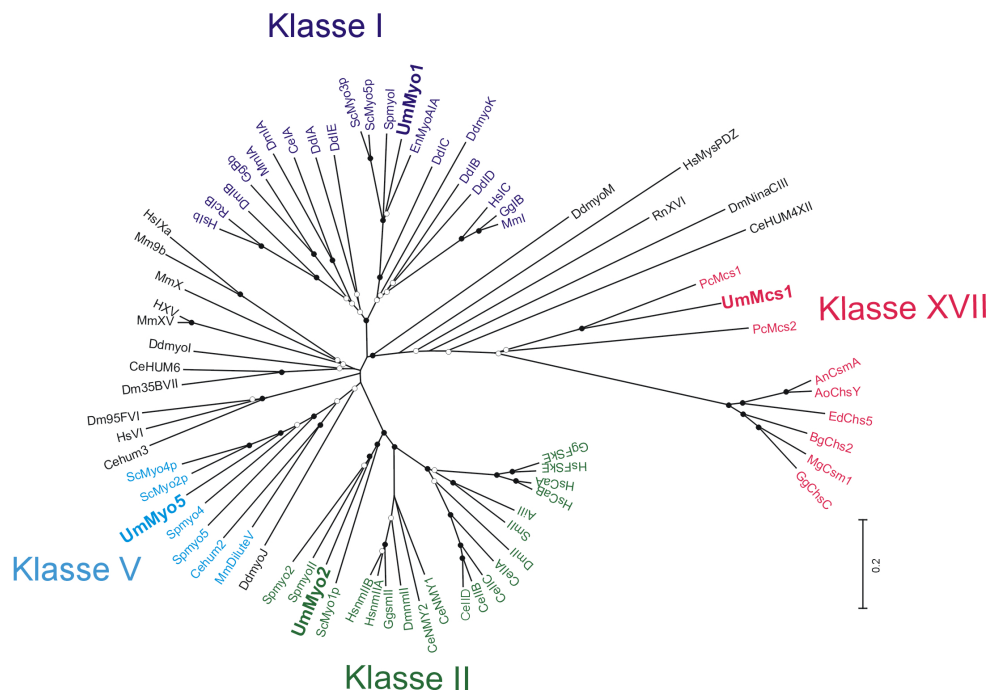 Klasse I
HsIb
RcIB
DmIB
GgBb
MmIA
DmIA
CeIA
DdIA
DdIE
ScMyo3p
ScMyo5p
SpmyoI
UmMyo1
EnMyoAIA
DdIC
DdmyoK
DdIB
DdID
HsIC
GgIB
MmI
DdmyoM
HsMysPDZ
RnXVI
DmNinaCIII
CeHUM4XII
PcMcs1
UmMcs1
PcMcs2
Klasse XVII
AnCsmA
AoChsY
EdChs5
BgChs2
MgCsm1
GgChsC
0.2
HsIXa
Mm9b
MmX
HXV
MmXV
DdmyoI
CeHUM6
Dm35BVII
Dm95FVI
HsVI
Cehum3
ScMyo4p
ScMyo2p
UmMyo5
Spmyo4
Spmyo5
Cehum2
MmDiluteV
DdmyoJ
Klasse V
Spmyo2
SpmyoII
UmMyo2
ScMyo1p
HsnmIIB
HsnmIIA
GgsmII
DmnmII
CeNMY2
CeNMY1
CeIID
CeIIB
CeIIC
CeIIA
DmII
SmII
AiII
HsCaB
HsCaA
HsFSkE
GgFSkE
Klasse II